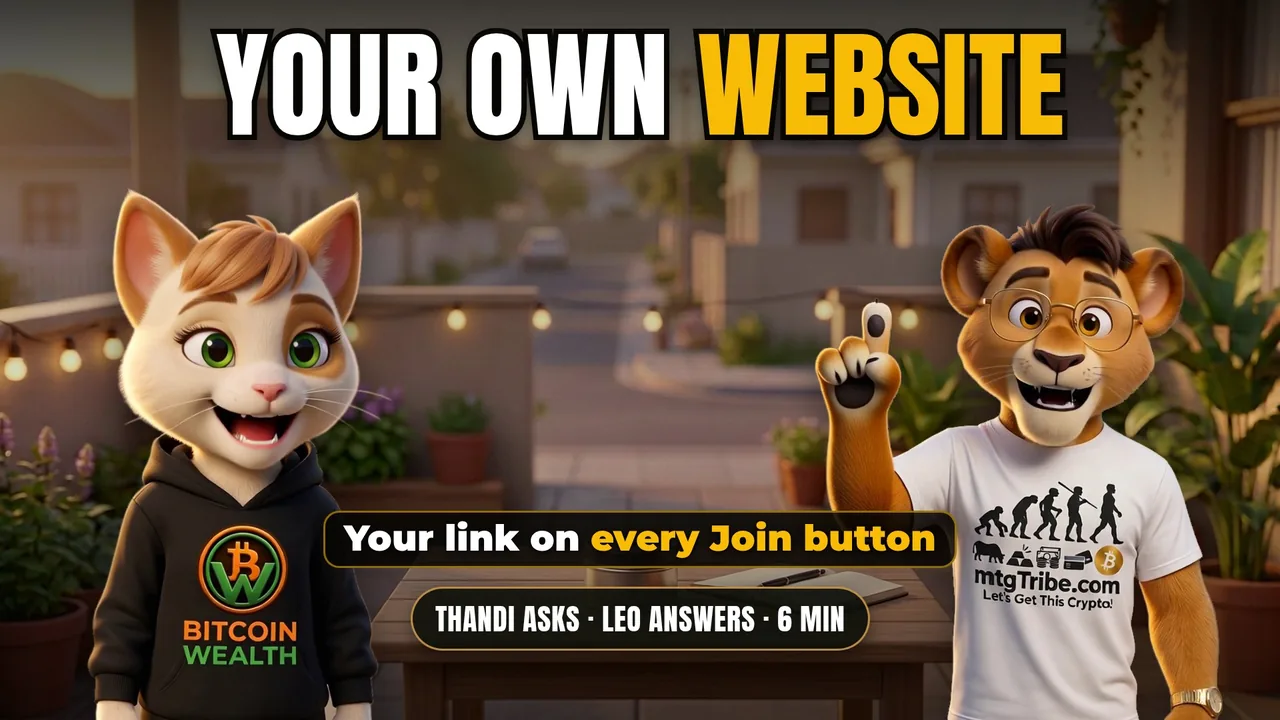 YOUR OWN WEBSITE
Your link on every Join button
THANDI ASKS · LEO ANSWERS · 6 MIN
BITCOIN
WEALTH
mtgTribe.com
Let's Get This Crypto!